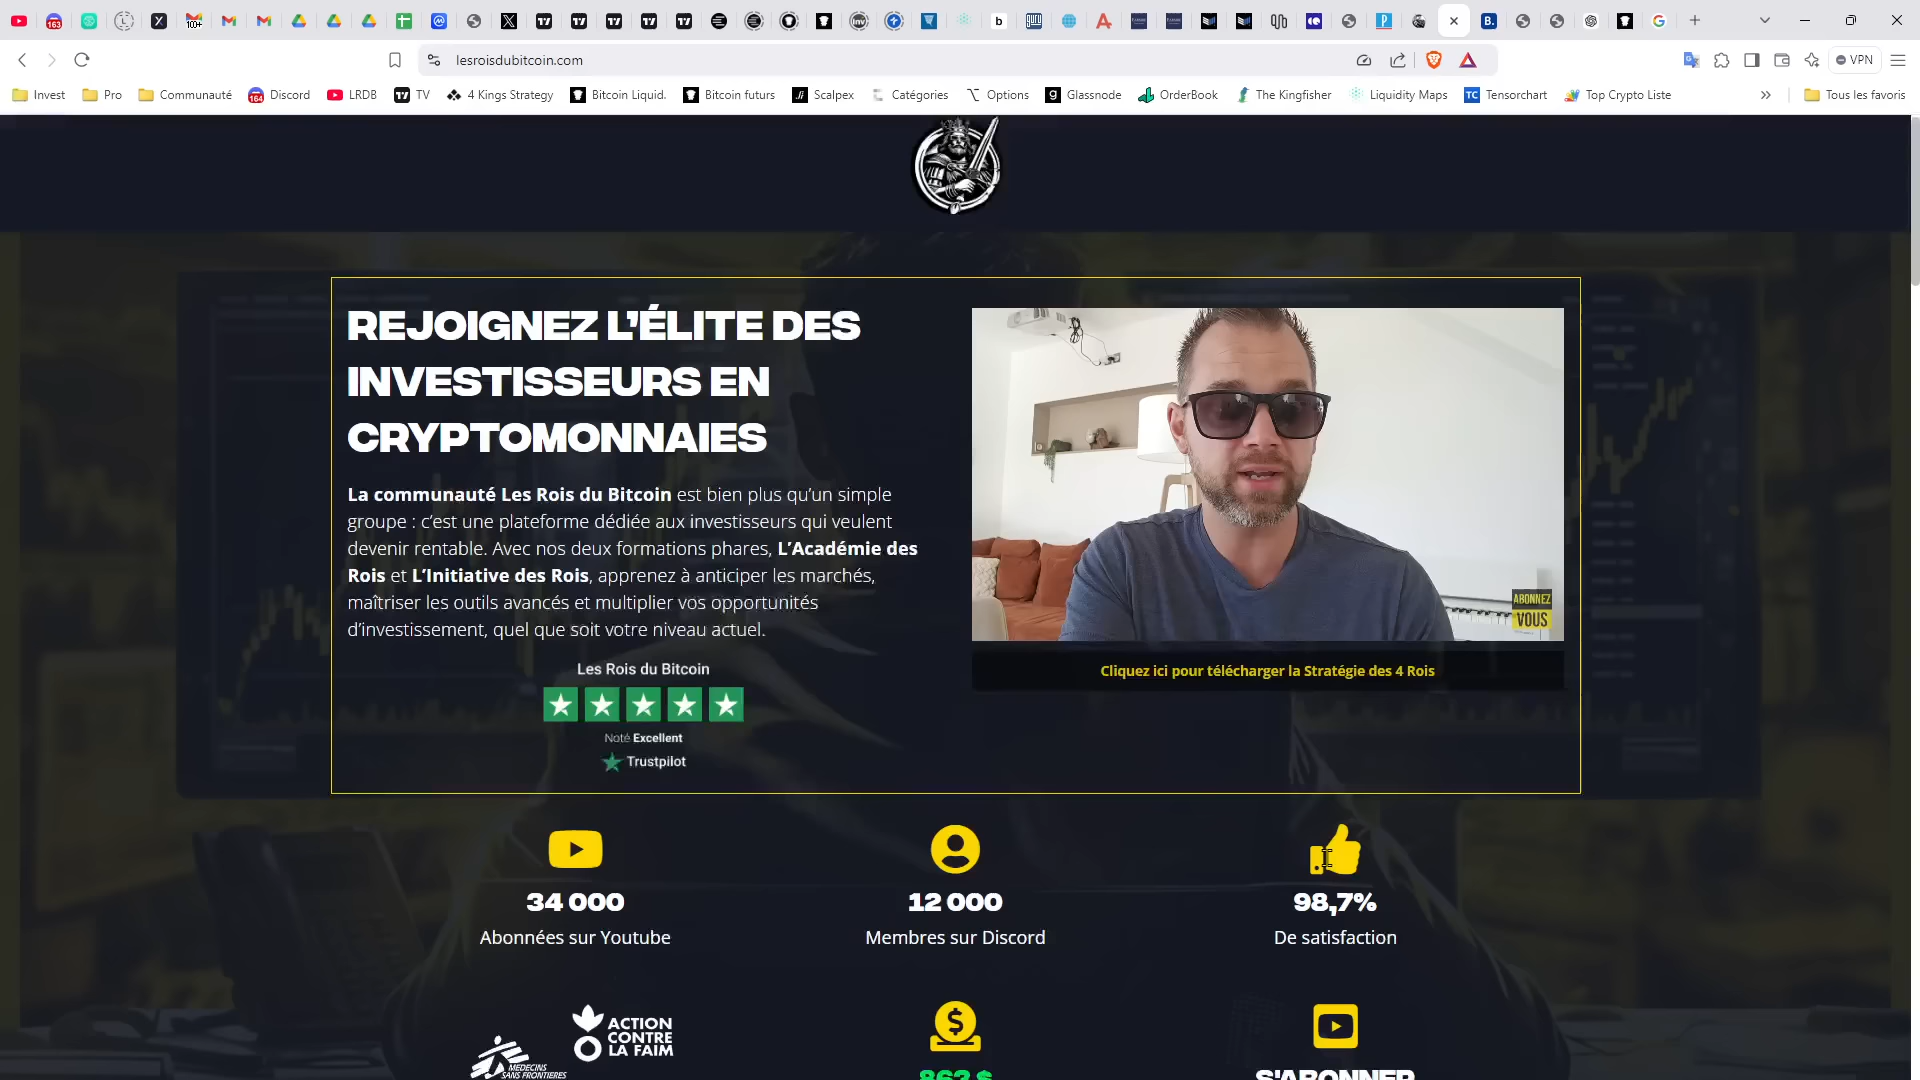 163
100+
b
P
B.
lesroisdubitcoin.com
VPN
Invest
Pro
Communauté
164
Discord
LRDB
TV
4 Kings Strategy
Bitcoin Liquid.
Bitcoin futurs
Scalpex
Catégories
Options
Glassnode
OrderBook
The Kingfisher
Liquidity Maps
TC
Tensorchart
Top Crypto Liste
Tous les favoris
REJOIGNEZ L'ÉLITE DES
INVESTISSEURS EN
CRYPTOMONNAIES
La communauté Les Rois du Bitcoin est bien plus qu'un simple
groupe : c'est une plateforme dédiée aux investisseurs qui veulent
devenir rentable. Avec nos deux formations phares, L'Académie des
Rois et L'Initiative des Rois, apprenez à anticiper les marchés,
maîtriser les outils avancés et multiplier vos opportunités
d'investissement, quel que soit votre niveau actuel.
Les Rois du Bitcoin
Noté Excellent
Trustpilot
ABONNEZ
VOUS
Cliquez ici pour télécharger la Stratégie des 4 Rois
34 000
Abonnées sur Youtube
12 000
Membres sur Discord
98,7%
De satisfaction
MEDECINS
SANS FRONTIERES
ACTION
CONTRE
LA FAIM
862 $
S'ABONNER